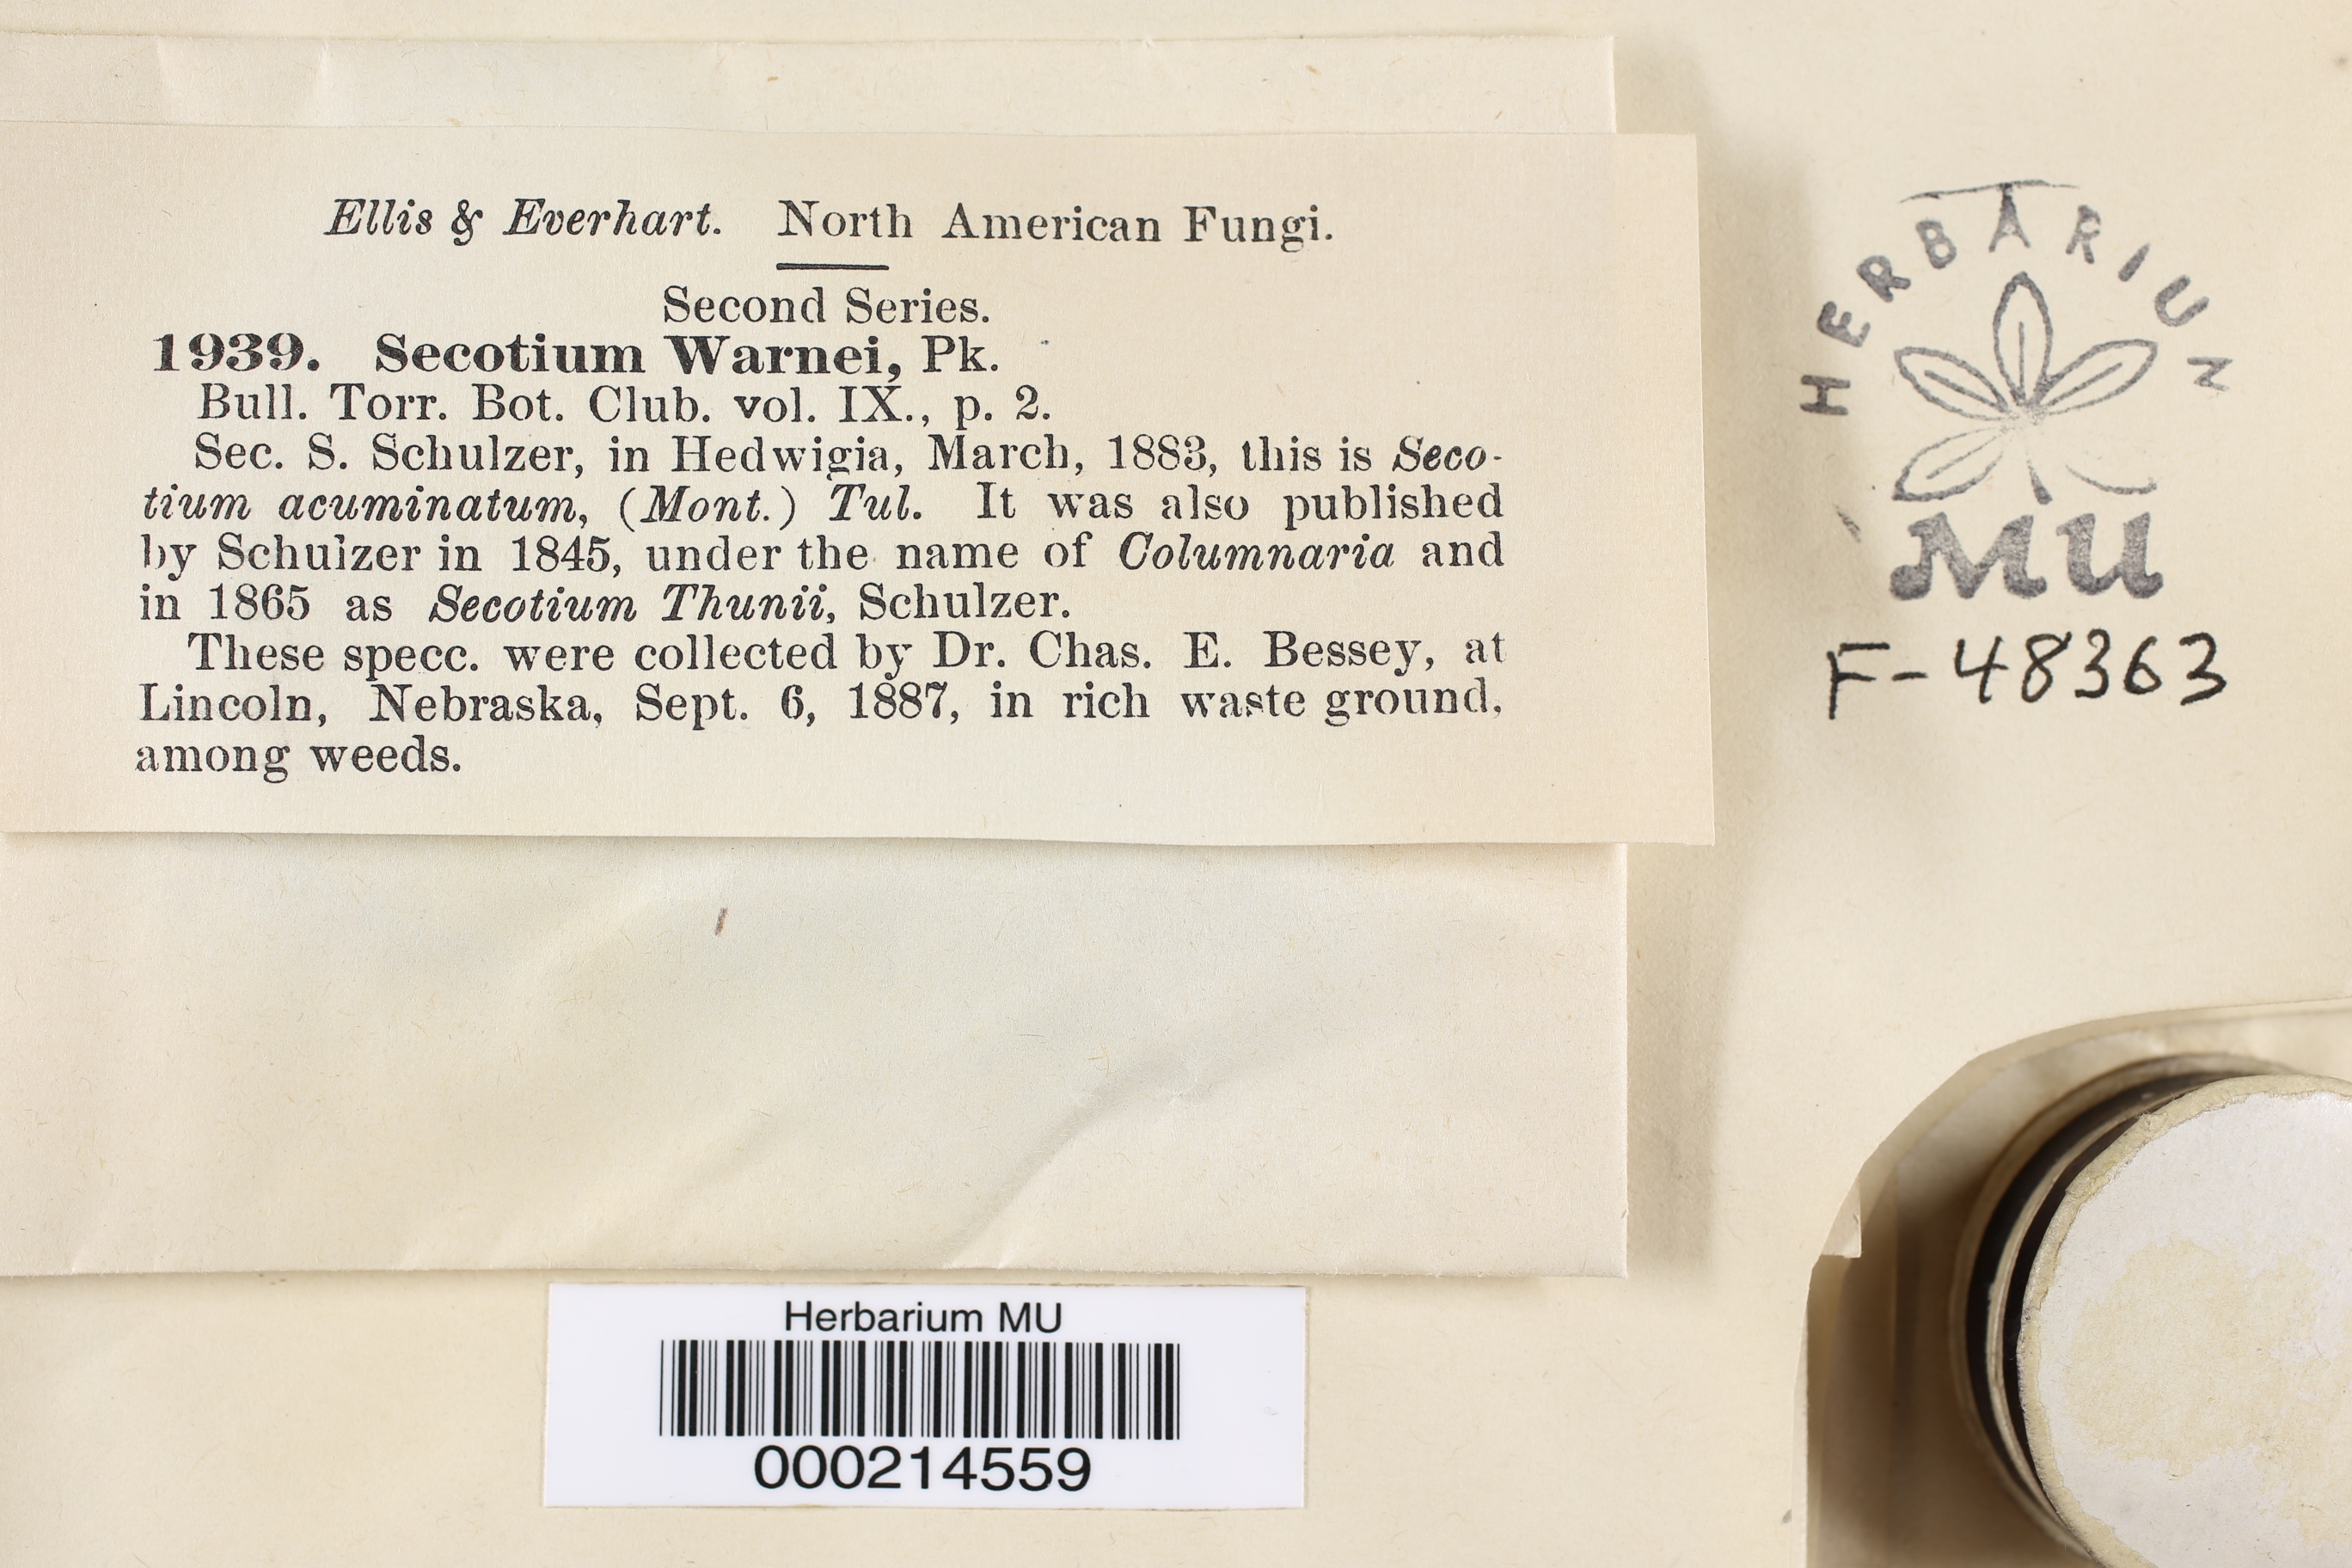 Ellis & Everhart. North American Fungi.
Second Series.
1939. Secotium Warnei, Pk.
Bull. Torr. Bot. Club. vol. IX., p. 2.
Sec. S. Schulzer, in Hedwigia, March, 1883, this is Seco-
tium acuminatum, (Mont.) Tul. It was also published
by Schulzer in 1845, under the name of Columnaria and
in 1865 as Secotium Thunii, Schulzer.
These specc. were collected by Dr. Chas. E. Bessey, at
Lincoln, Nebraska, Sept. 6, 1887, in rich waste ground,
among weeds.
HERBARIUM
MU
F-48363
Herbarium MU
000214559